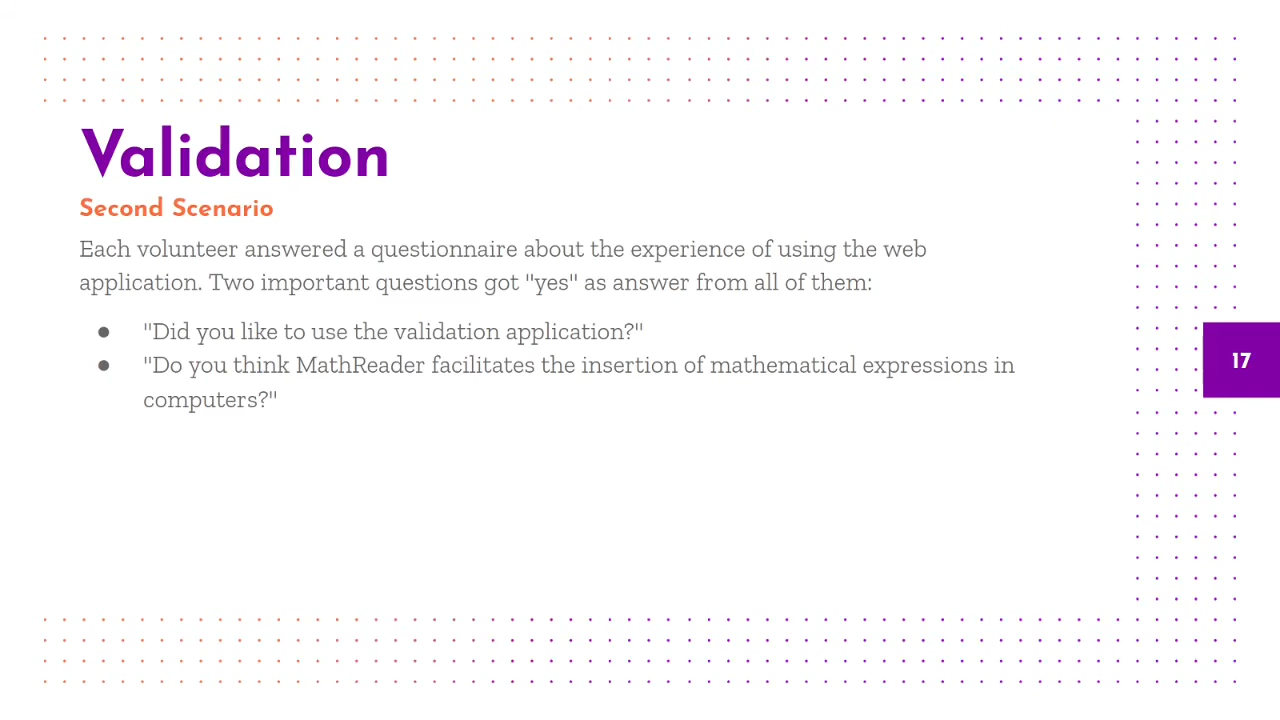 Validation
Second Scenario
Each volunteer answered a questionnaire about the experience of using the web
application. Two important questions got "yes" as answer from all of them:
● "Did you like to use the validation application?"
● "Do you think MathReader facilitates the insertion of mathematical expressions in
computers?"
17